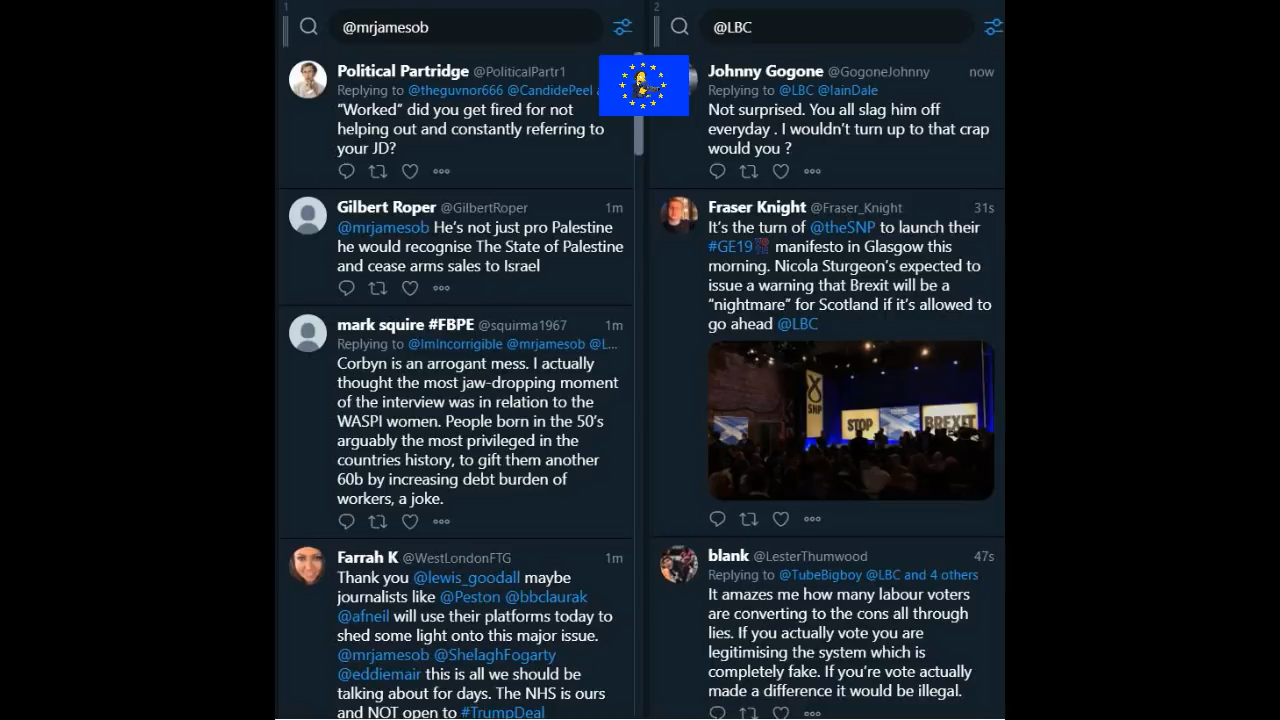 1
@mrjamesob
Political Partridge @PoliticalPartr1
Replying to @theguvnor666 @CandidePeel
“Worked” did you get fired for not
helping out and constantly referring to
your JD?
Gilbert Roper @GilbertRoper 1m
@mrjamesob He’s not just pro Palestine
he would recognise The State of Palestine
and cease arms sales to Israel
mark squire #FBPE @squirma1967 1m
Replying to @ImIncorrigible @mrjamesob @L...
Corbyn is an arrogant mess. I actually
thought the most jaw-dropping moment
of the interview was in relation to the
WASPI women. People born in the 50’s
arguably the most privileged in the
countries history, to gift them another
60b by increasing debt burden of
workers, a joke.
Farrah K @WestLondonFTG 1m
Thank you @lewis_goodall maybe
journalists like @Peston @bbclaurak
@afneil will use their platforms today to
shed some light onto this major issue.
@mrjamesob @ShelaghFogarty
@eddiemair this is all we should be
talking about for days. The NHS is ours
and NOT open to #TrumpDeal
2
@LBC
Johnny Gogone @GogoneJohnny now
Replying to @LBC @IainDale
Not surprised. You all slag him off
everyday . I wouldn’t turn up to that crap
would you ?
Fraser Knight @Fraser_Knight 31s
It’s the turn of @theSNP to launch their
#GE19 manifesto in Glasgow this
morning. Nicola Sturgeon’s expected to
issue a warning that Brexit will be a
“nightmare” for Scotland if it’s allowed to
go ahead @LBC
SNP
STOP
BREXIT
blank @LesterThumwood 47s
Replying to @TubeBigboy @LBC and 4 others
It amazes me how many labour voters
are converting to the cons all through
lies. If you actually vote you are
legitimising the system which is
completely fake. If you’re vote actually
made a difference it would be illegal.